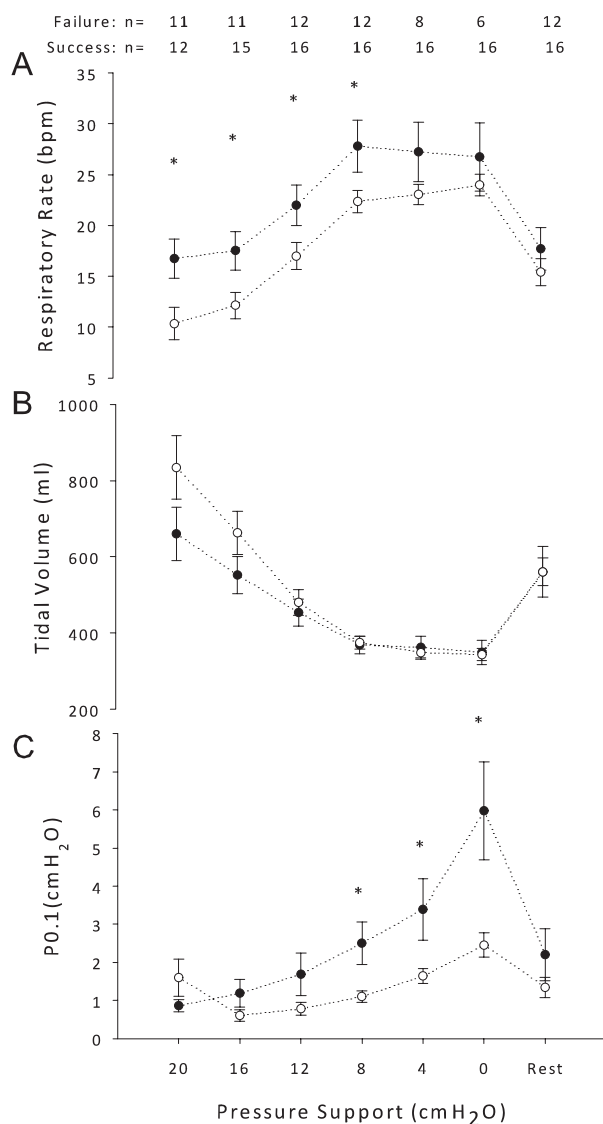 Failure: n= 11 11 12 12 8 6 12
Success: n= 12 15 16 16 16 16 16
A
35
30
25
20
15
10
5
Respiratory Rate (bpm)
* * * *
B
1000
800
600
400
200
Tidal Volume (ml)
C
8
7
6
5
4
3
2
1
0
P0.1(cmH2O)
* * *
20 16 12 8 4 0 Rest
Pressure Support (cmH2O)